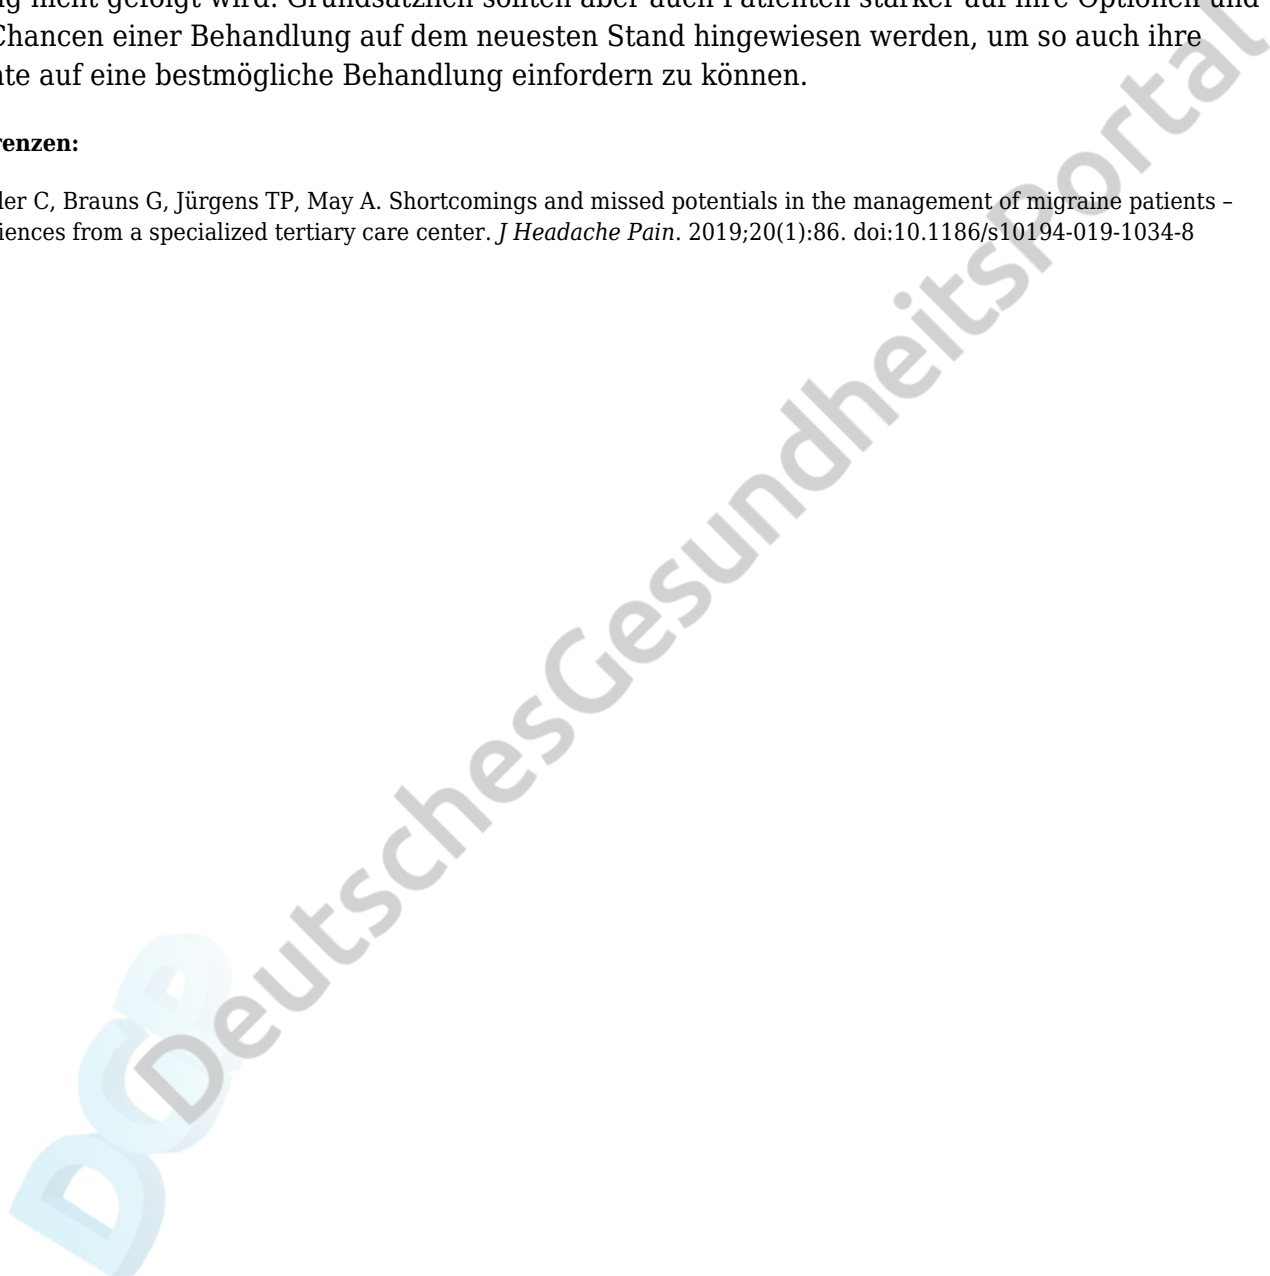 nicht gefolgt wird. Grundsätzlich sollten aber auch Patienten stärker auf ihre Optionen und
Chancen einer Behandlung auf dem neuesten Stand hingewiesen werden, um so auch ihre
auf eine bestmögliche Behandlung einfordern zu können.
renzen:
ler C, Brauns G, Jürgens TP, May A. Shortcomings and missed potentials in the management of migraine patients –
iences from a specialized tertiary care center. J Headache Pain. 2019;20(1):86. doi:10.1186/s10194-019-1034-8
DeutschesGesundheitsPortal
DGP